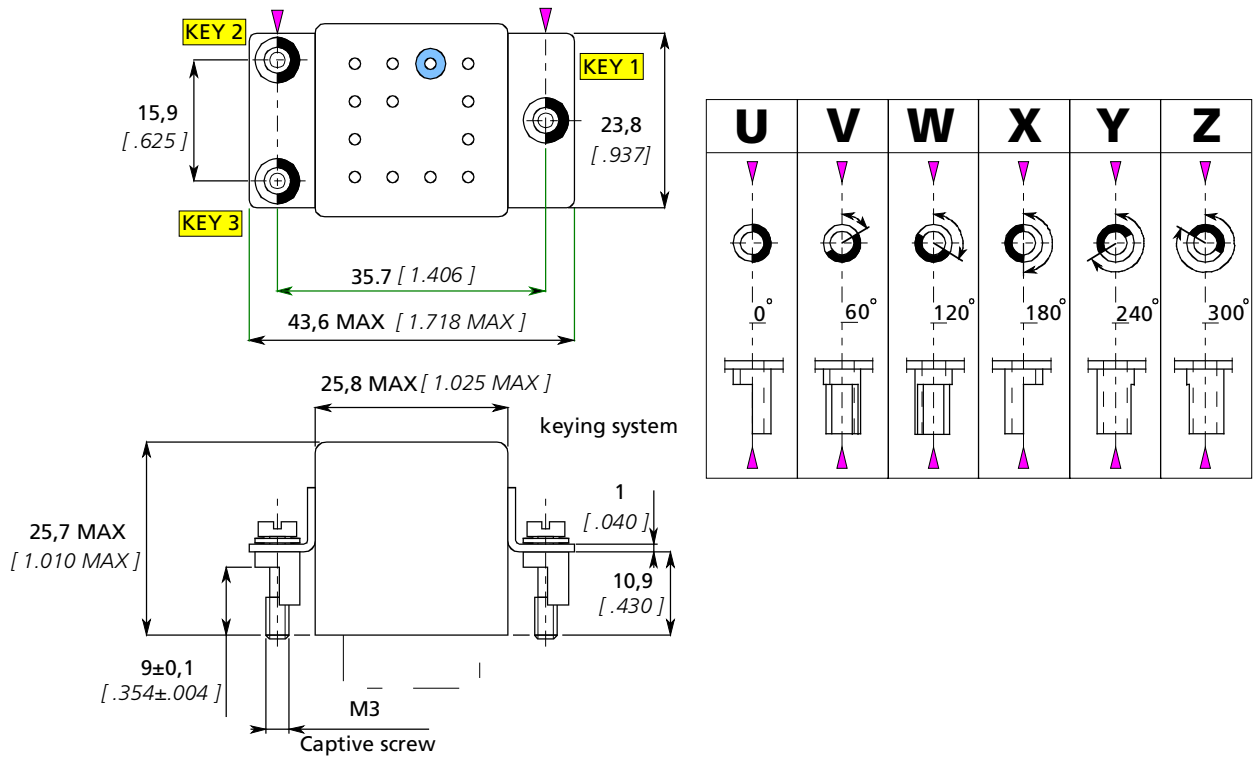 KEY 2
KEY 1
15,9
[ .625 ]
23,8
[ .937]
KEY 3
35.7 [ 1.406 ]
43,6 MAX [ 1.718 MAX ]
25,8 MAX [ 1.025 MAX ]
keying system
25,7 MAX
[ 1.010 MAX ]
1
[ .040 ]
10,9
[ .430 ]
9±0,1
[ .354±.004 ]
M3
Captive screw
U V W X Y Z
0° 60° 120° 180° 240° 300°